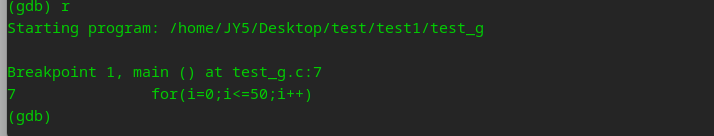 (gdb) r
Starting program: /home/JY5/Desktop/test/test1/test_g
Breakpoint 1, main () at test_g.c:7
7               for(i=0;i<=50;i++)
(gdb)